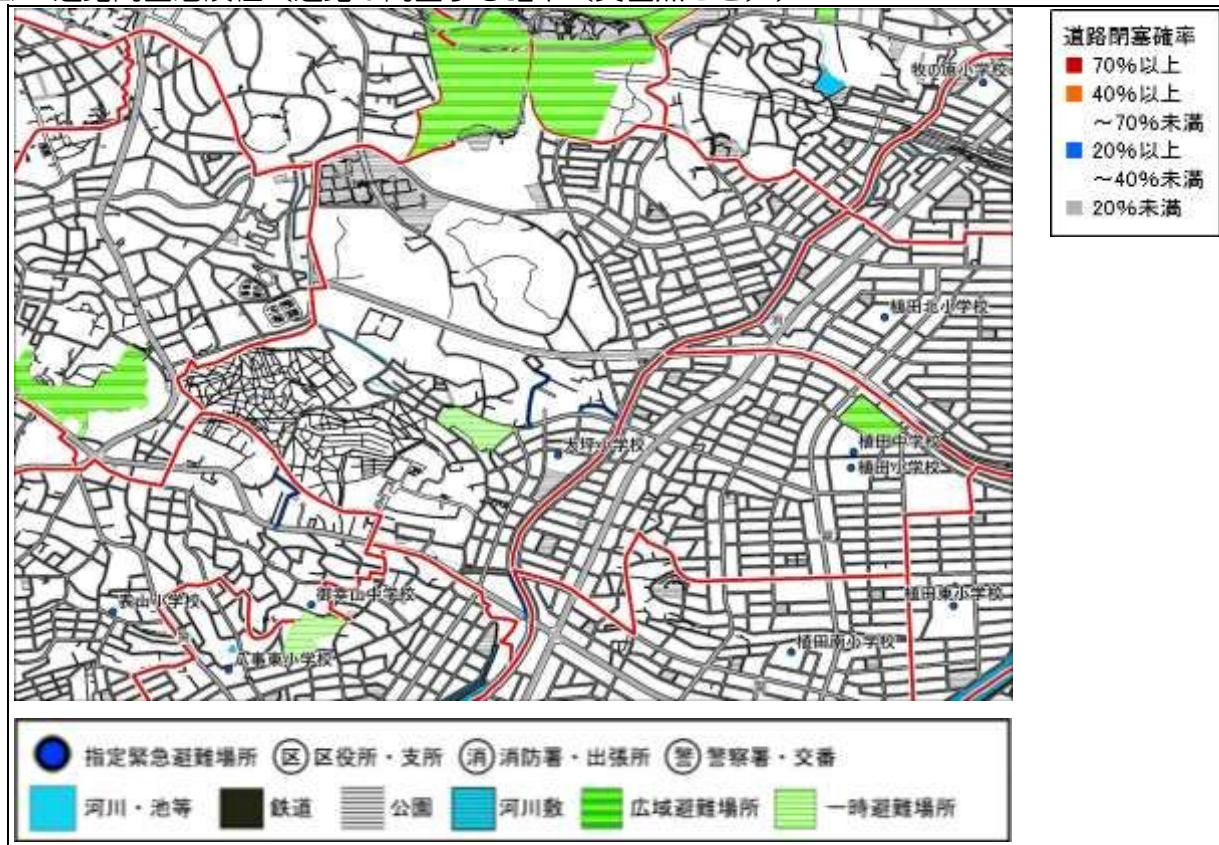 道路閉塞確率
70%以上
40%以上
~70%未満
20%以上
~40%未満
20%未満
牧の原小学校
植田北小学校
大坪小学校
植田中学校
植田小学校
表山小学校
御幸山中学校
植田東小学校
植田南小学校
広東小学校
指定緊急避難場所 区 区役所・支所 消 消防署・出張所 警 警察署・交番
河川・池等 鉄道 公園 河川敷 広域避難場所 一時避難場所